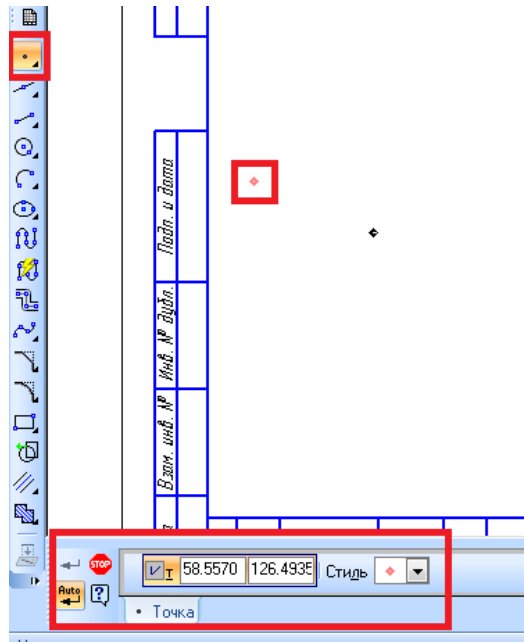 Подп. и дата
Инв. № дубл.
Взам. инв. №
STOP
Auto
т 58.5570 126.4935 Стиль
Точка